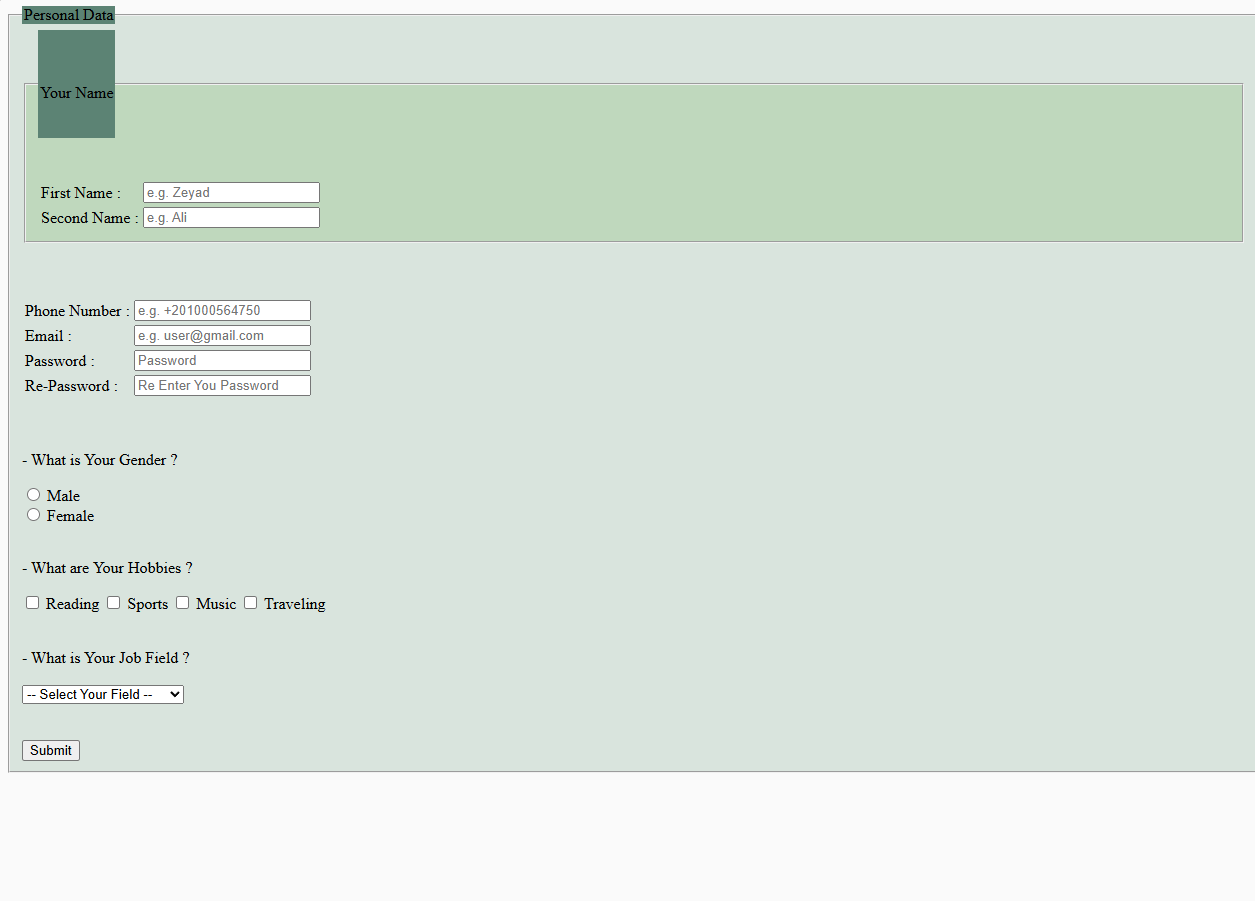 Personal Data
Your Name
First Name : e.g. Zeyad
Second Name : e.g. Ali
Phone Number : e.g. +201000564750
Email : e.g. user@gmail.com
Password : Password
Re-Password : Re Enter You Password
- What is Your Gender ?
Male
Female
- What are Your Hobbies ?
Reading Sports Music Traveling
- What is Your Job Field ?
-- Select Your Field --
Submit